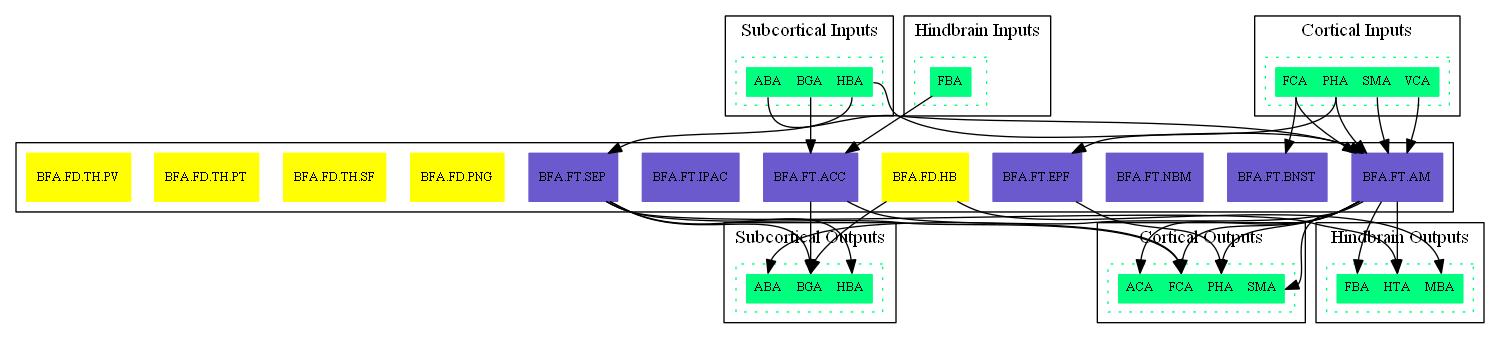 Subcortical Inputs
Hindbrain Inputs
Cortical Inputs
ABA BGA HBA
FBA
FCA PHA SMA VCA
BFA.FD.TH.PV
BFA.FD.TH.PT
BFA.FD.TH.SF
BFA.FD.PNG
BFA.FT.SEP
BFA.FT.IPAC
BFA.FT.ACC
BFA.FD.HB
BFA.FT.EPF
BFA.FT.NBM
BFA.FT.BNST
BFA.FT.AM
Subcortical Outputs
Cortical Outputs
Hindbrain Outputs
ABA BGA HBA
ACA FCA PHA SMA
FBA HTA MBA